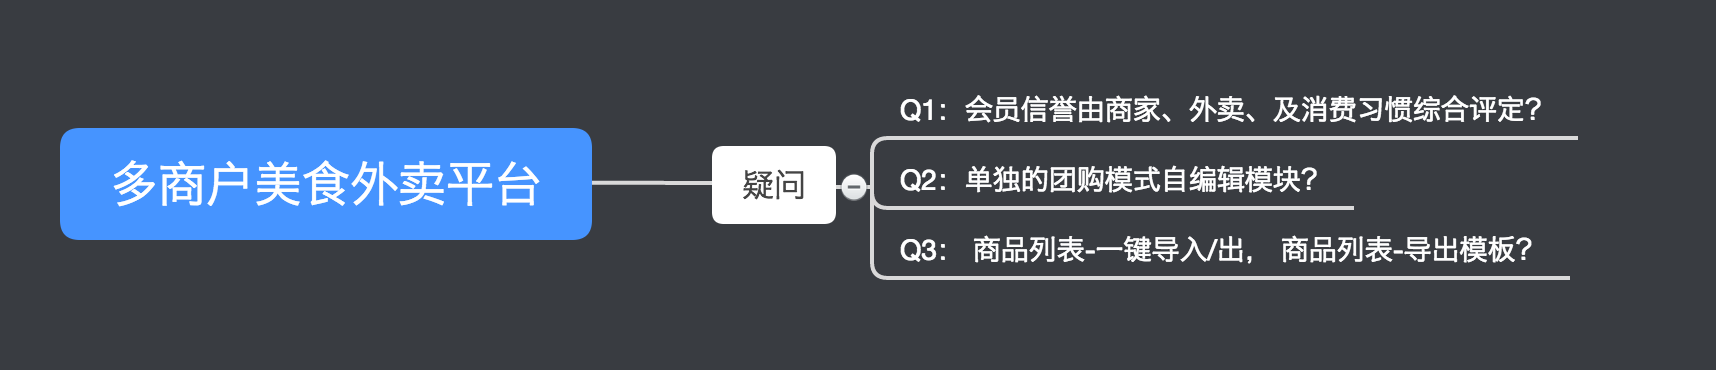 多商户美食外卖平台
疑问
Q1：会员信誉由商家、外卖、及消费习惯综合评定？
Q2：单独的团购模式自编辑模块？
Q3： 商品列表-一键导入/出， 商品列表-导出模板？